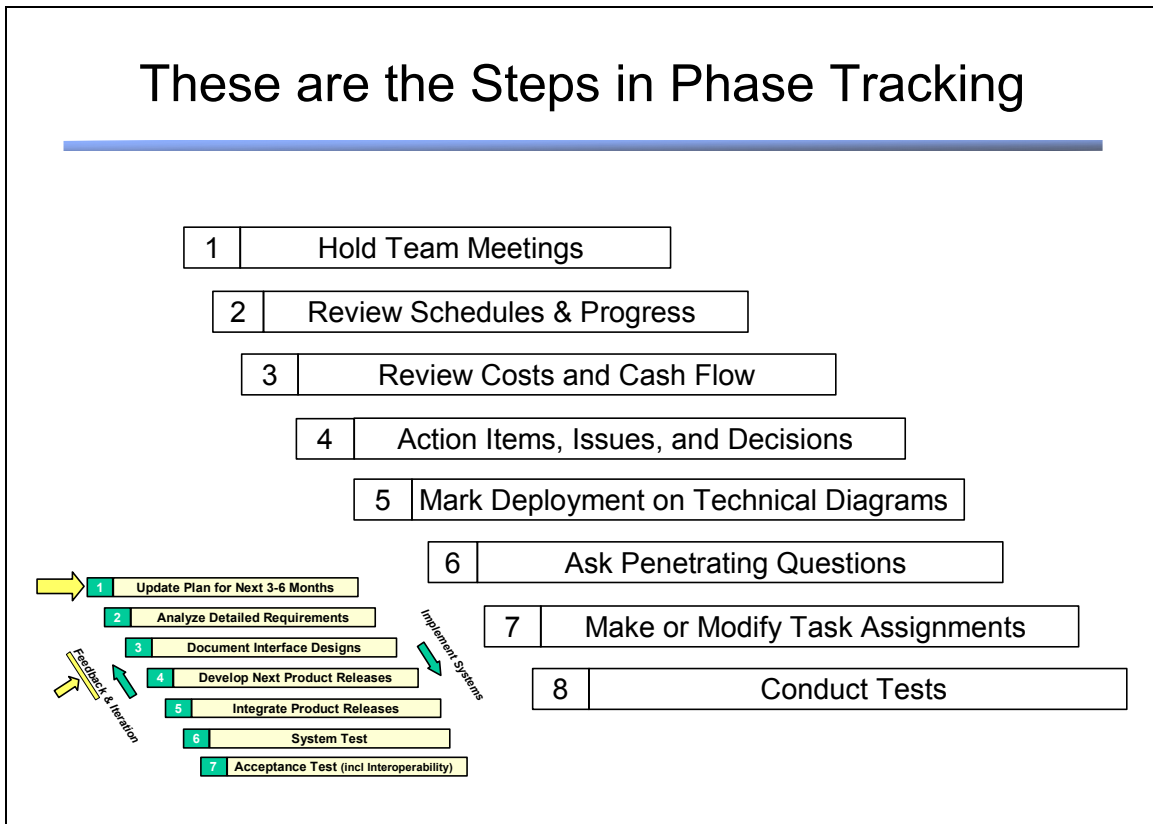 These are the Steps in Phase Tracking
1 Hold Team Meetings
2 Review Schedules & Progress
3 Review Costs and Cash Flow
4 Action Items, Issues, and Decisions
5 Mark Deployment on Technical Diagrams
6 Ask Penetrating Questions
7 Make or Modify Task Assignments
8 Conduct Tests
1 Update Plan for Next 3-6 Months
2 Analyze Detailed Requirements
3 Document Interface Designs
4 Develop Next Product Releases
5 Integrate Product Releases
6 System Test
7 Acceptance Test (incl Interoperability)
Feedback & Iteration
Implement Systems